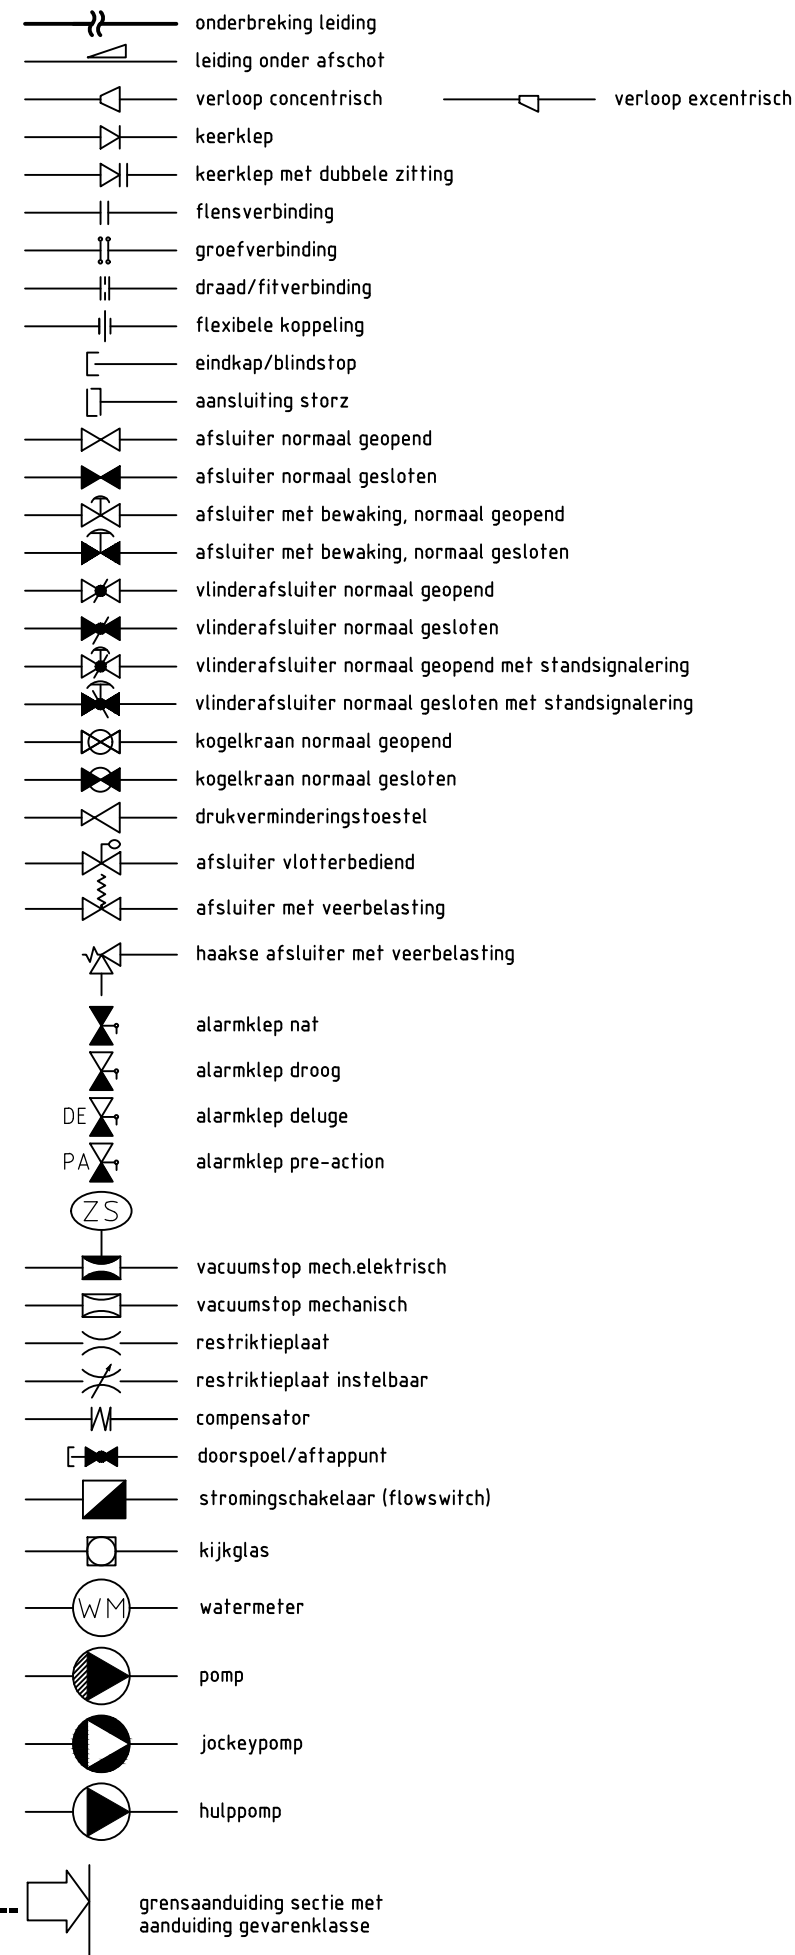 onderbreking leiding
leiding onder afschot
verloop concentrisch
verloop excentrisch
keerklep
keerklep met dubbele zitting
flensverbinding
groefverbinding
draad/fitverbinding
flexibele koppeling
eindkap/blindstop
aansluiting storz
afsluiter normaal geopend
afsluiter normaal gesloten
afsluiter met bewaking, normaal geopend
afsluiter met bewaking, normaal gesloten
vlinderafsluiter normaal geopend
vlinderafsluiter normaal gesloten
vlinderafsluiter normaal geopend met standsignalering
vlinderafsluiter normaal gesloten met standsignalering
kogelkraan normaal geopend
kogelkraan normaal gesloten
drukverminderingstoestel
afsluiter vlotterbediend
afsluiter met veerbelasting
haakse afsluiter met veerbelasting
alarmklep nat
alarmklep droog
DE alarmklep deluge
PA alarmklep pre-action
ZS
vacuumstop mech.elektrisch
vacuumstop mechanisch
restriktieplaat
restriktieplaat instelbaar
compensator
doorspoel/aftappunt
stromingschakelaar (flowswitch)
kijkglas
WM watermeter
pomp
jockeypomp
hulppomp
grensaanduiding sectie met
aanduiding gevarenklasse